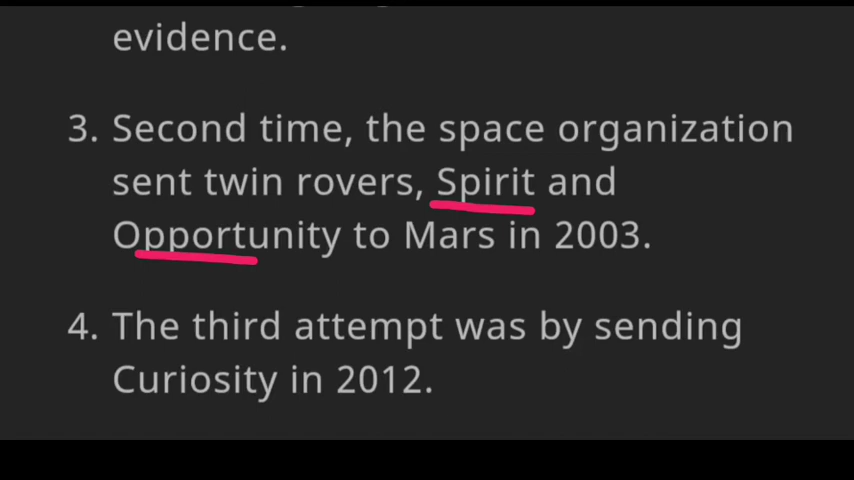 evidence.
3. Second time, the space organization
sent twin rovers, Spirit and
Opportunity to Mars in 2003.
4. The third attempt was by sending
Curiosity in 2012.